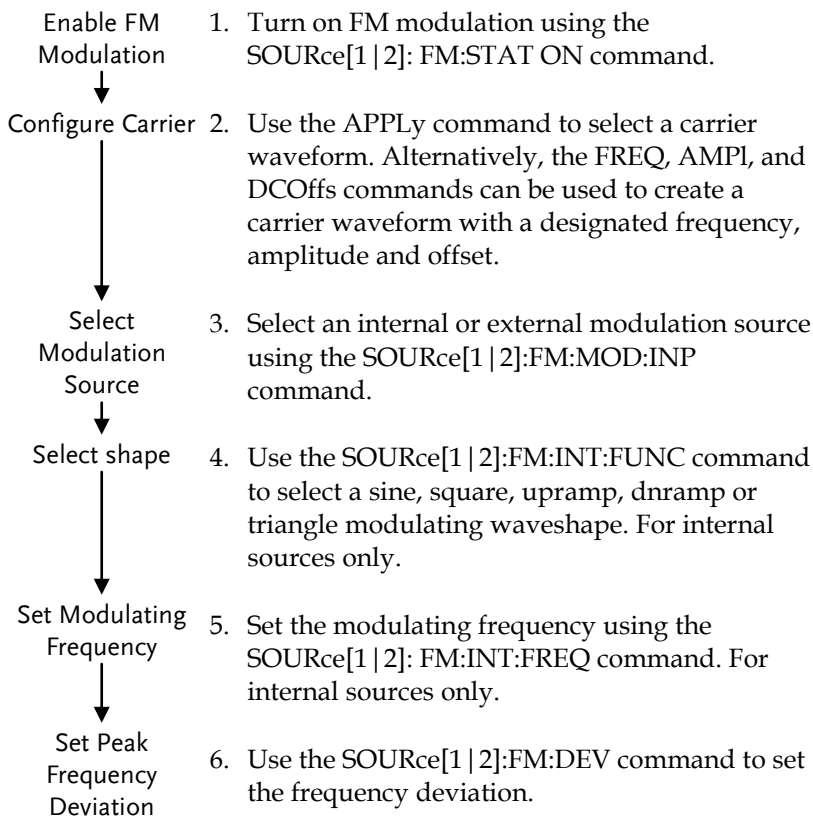 Enable FM
Modulation
1. Turn on FM modulation using the
SOURce[1|2]: FM:STAT ON command.
Configure Carrier
2. Use the APPLy command to select a carrier
waveform. Alternatively, the FREQ, AMPl, and
DCOffs commands can be used to create a
carrier waveform with a designated frequency,
amplitude and offset.
Select
Modulation
Source
3. Select an internal or external modulation source
using the SOURce[1|2]:FM:MOD:INP
command.
Select shape
4. Use the SOURce[1|2]:FM:INT:FUNC command
to select a sine, square, upramp, dnramp or
triangle modulating waveshape. For internal
sources only.
Set Modulating
Frequency
5. Set the modulating frequency using the
SOURce[1|2]: FM:INT:FREQ command. For
internal sources only.
Set Peak
Frequency
Deviation
6. Use the SOURce[1|2]:FM:DEV command to set
the frequency deviation.